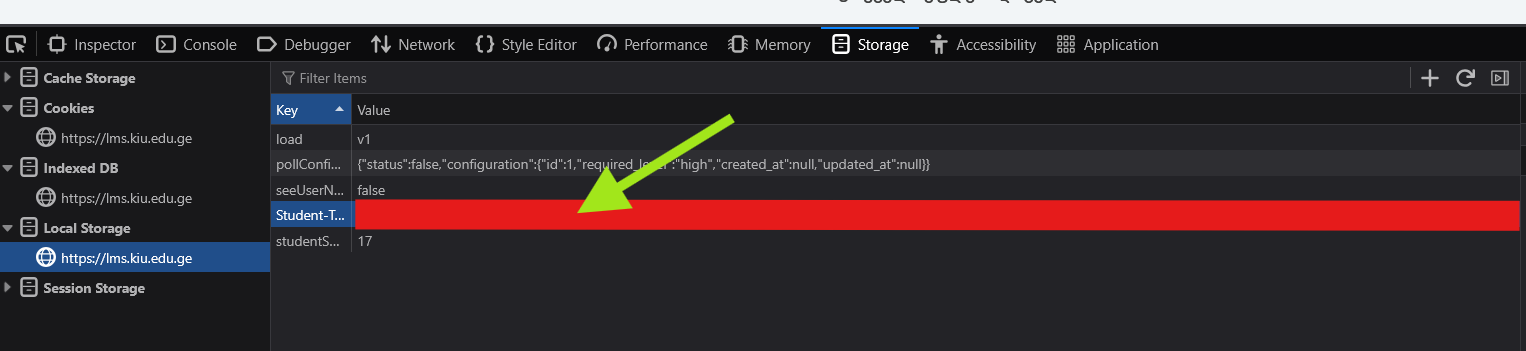 Inspector Console Debugger Network Style Editor Performance Memory Storage Accessibility Application
Cache Storage
Cookies
https://lms.kiu.edu.ge
Indexed DB
https://lms.kiu.edu.ge
Local Storage
https://lms.kiu.edu.ge
Session Storage
Filter Items
Key Value
load v1
pollConfi... {"status":false,"configuration":{"id":1,"required_level":"high","created_at":null,"updated_at":null}}
seeUserN... false
Student-T...
studentS... 17